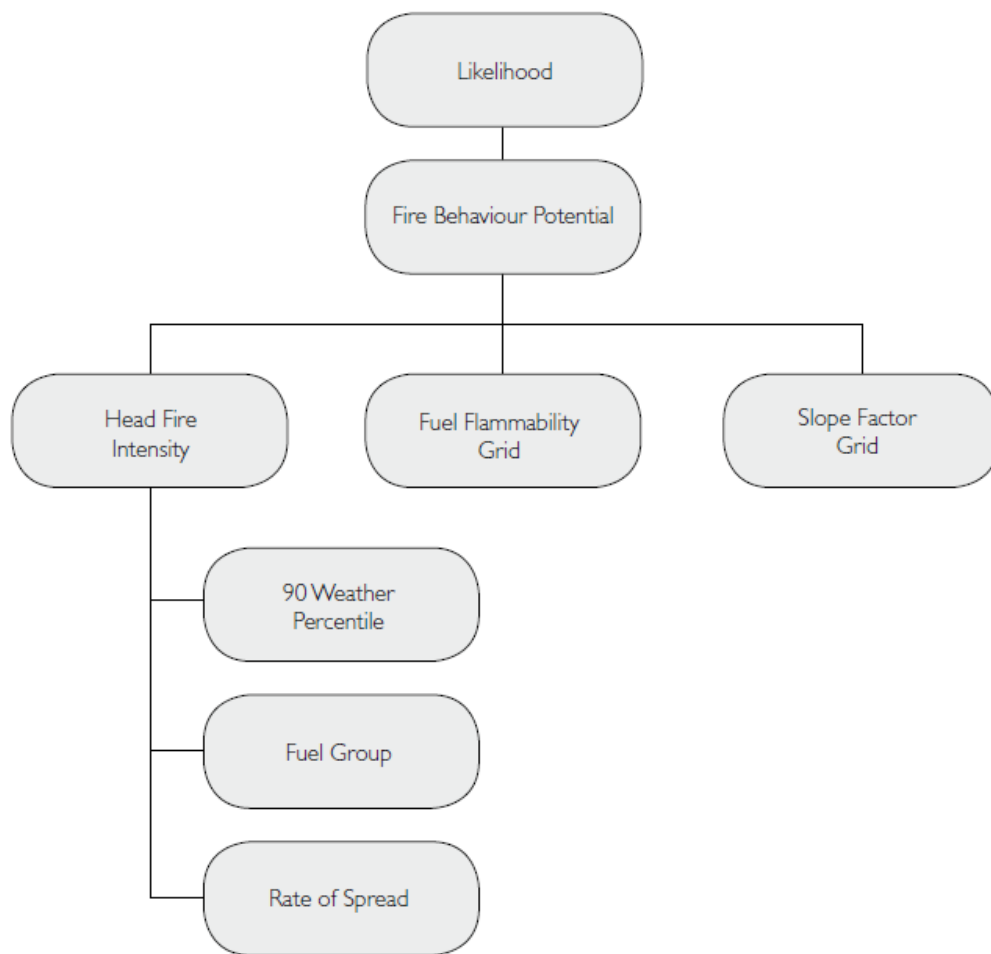 Likelihood
Fire Behaviour Potential
Head Fire
Intensity
Fuel Flammability
Grid
Slope Factor
Grid
90 Weather
Percentile
Fuel Group
Rate of Spread